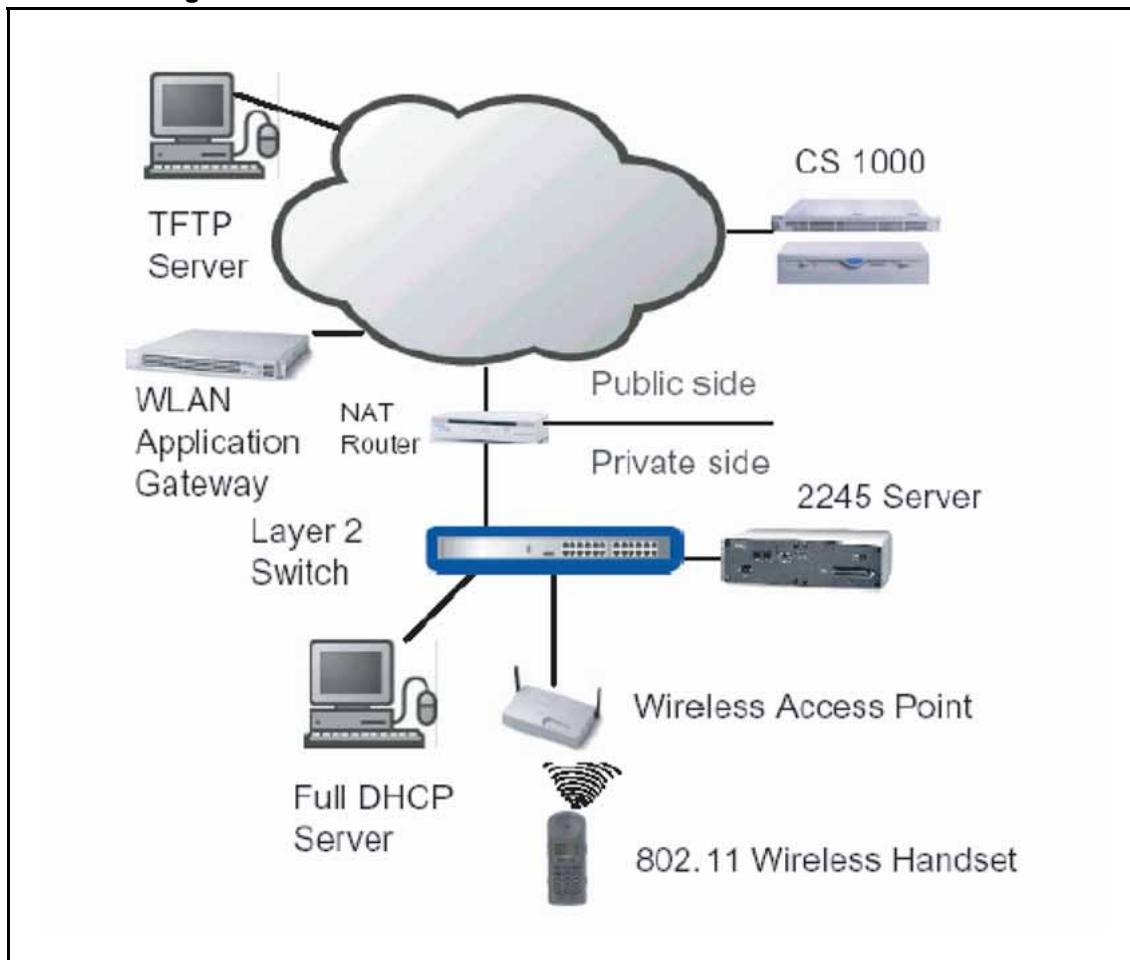 TFTP
Server
CS 1000
WLAN
Application
Gateway
NAT
Router
Public side
Private side
2245 Server
Layer 2
Switch
Full DHCP
Server
Wireless Access Point
802.11 Wireless Handset